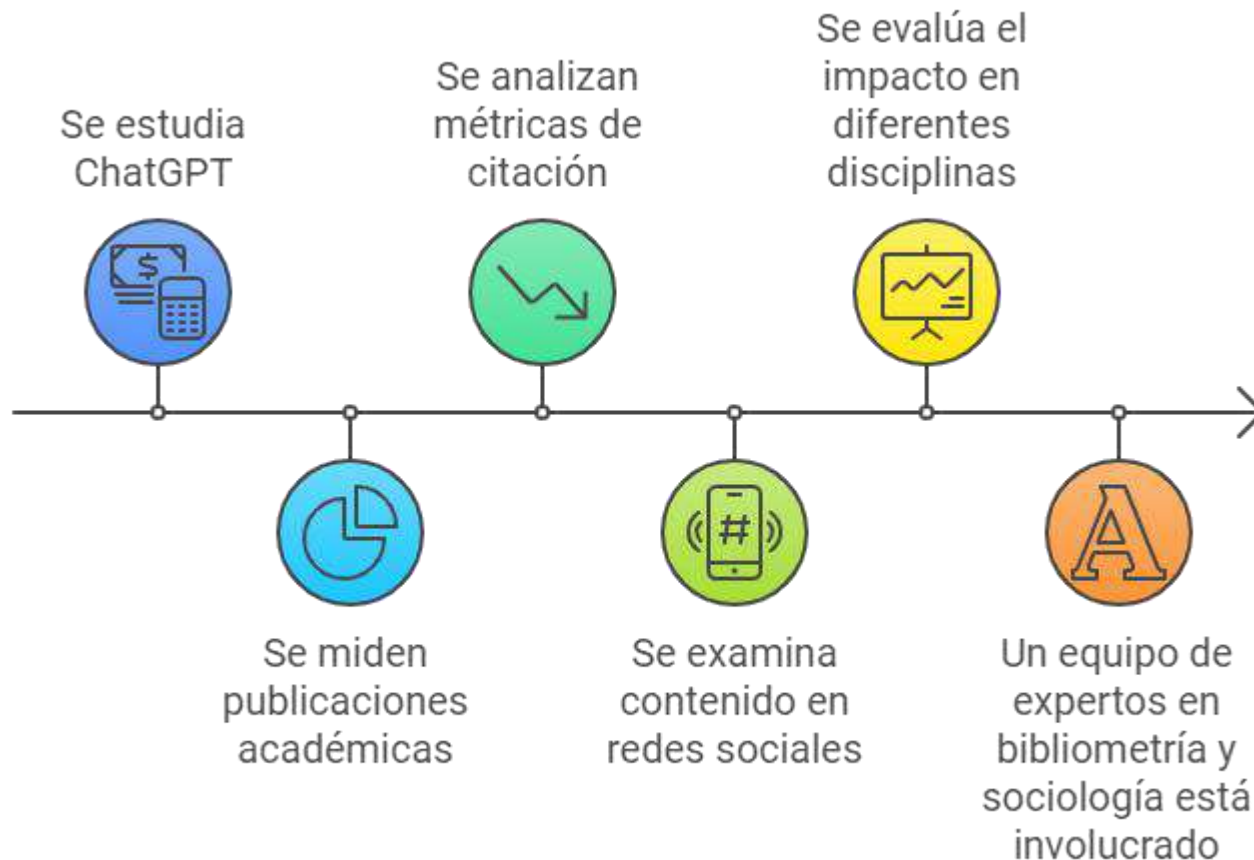 Se estudia
ChatGPT
Se miden
publicaciones
académicas
Se analizan
métricas de
citación
Se examina
contenido en
redes sociales
Se evalúa el
impacto en
diferentes
disciplinas
Un equipo de
expertos en
bibliometría y
sociología está
involucrado
$
#
A